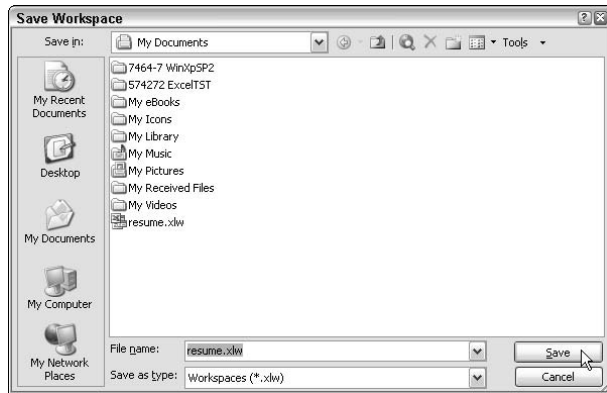 Save Workspace
Save in:
My Documents
Tools
7464-7 WinXpSP2
574272 ExcelTST
My eBooks
My Icons
My Library
My Music
My Pictures
My Received Files
My Videos
resume.xlw
My Recent
Documents
Desktop
My Documents
My Computer
My Network
Places
File name:
resume.xlw
Save
Save as type:
Workspaces (*.xlw)
Cancel